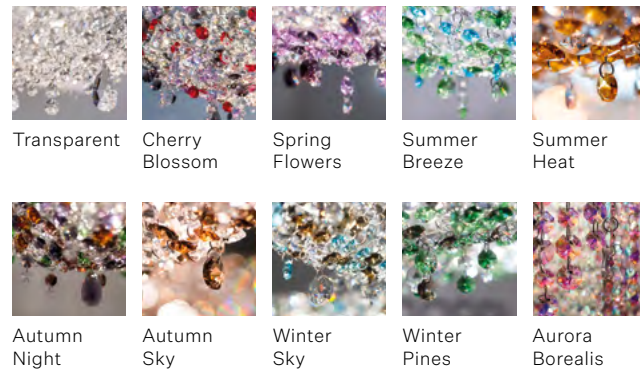 Transparent
Cherry
Blossom
Spring
Flowers
Summer
Breeze
Summer
Heat
Autumn
Night
Autumn
Sky
Winter
Sky
Winter
Pines
Aurora
Borealis